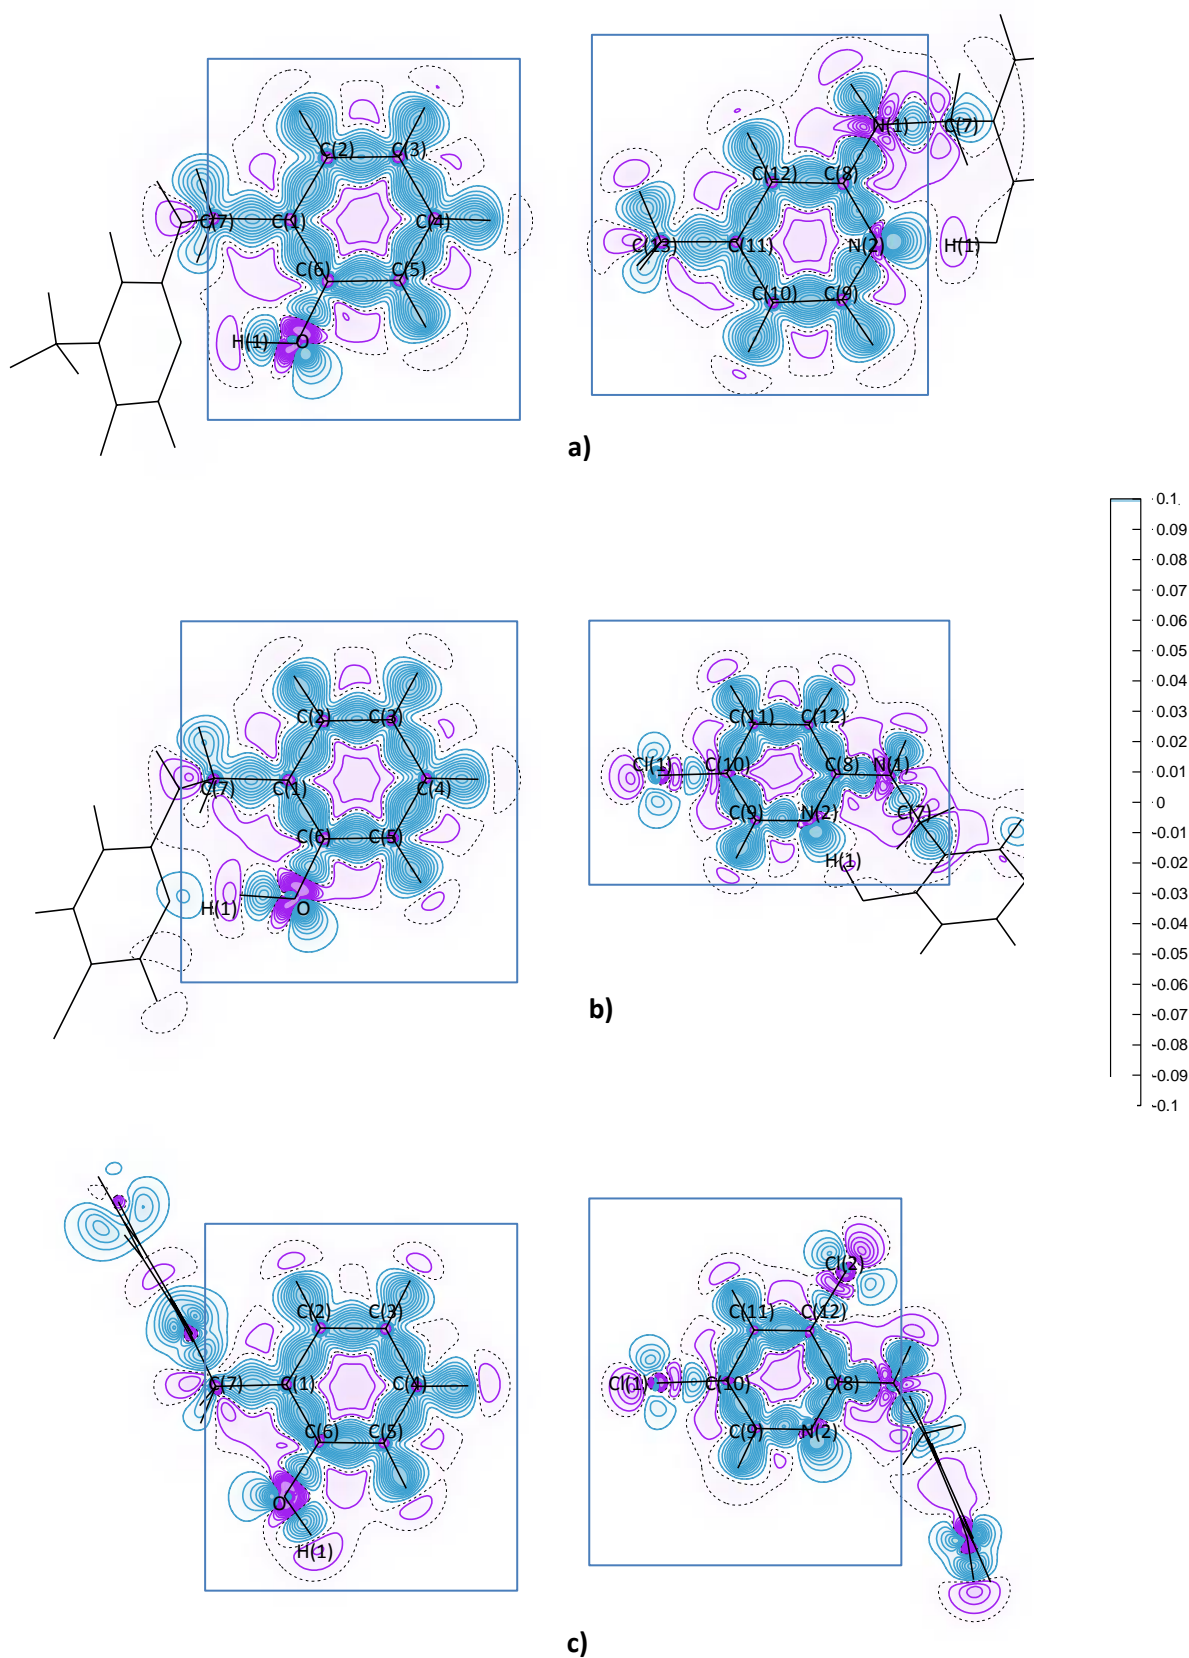 C(2) C(3)
C(7) C(1) C(4)
C(6) C(5)
H(1) O
N(1) C(7)
C(12) C(8)
C(13) C(11) N(2) H(1)
C(10) C(9)
a)
C(2) C(3)
C(7) C(1) C(4)
C(6) C(5)
H(1) O
C(11) C(12)
Cl(1) C(10) C(8) N(1)
C(9) N(2) C(7)
H(1)
b)
0.1
0.09
0.08
0.07
0.06
0.05
0.04
0.03
0.02
0.01
0
-0.01
-0.02
-0.03
-0.04
-0.05
-0.06
-0.07
-0.08
-0.09
-0.1
C(2) C(3)
C(7) C(1) C(4)
C(6) C(5)
O
H(1)
Cl(2)
C(11) C(12)
Cl(1) C(10) C(8)
C(9) N(2)
c)